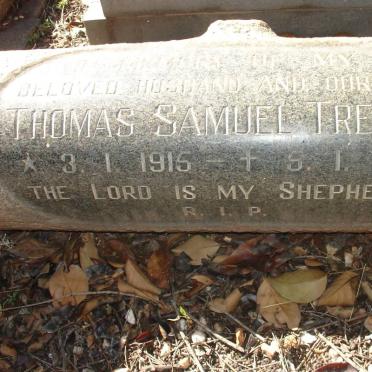 IN MEMORY OF MY
BELOVED HUSBAND AND OUR
THOMAS SAMUEL TRE
★ 3. 1. 1915 — ✝ 5. 1.
THE LORD IS MY SHEPHE
R. I. P.